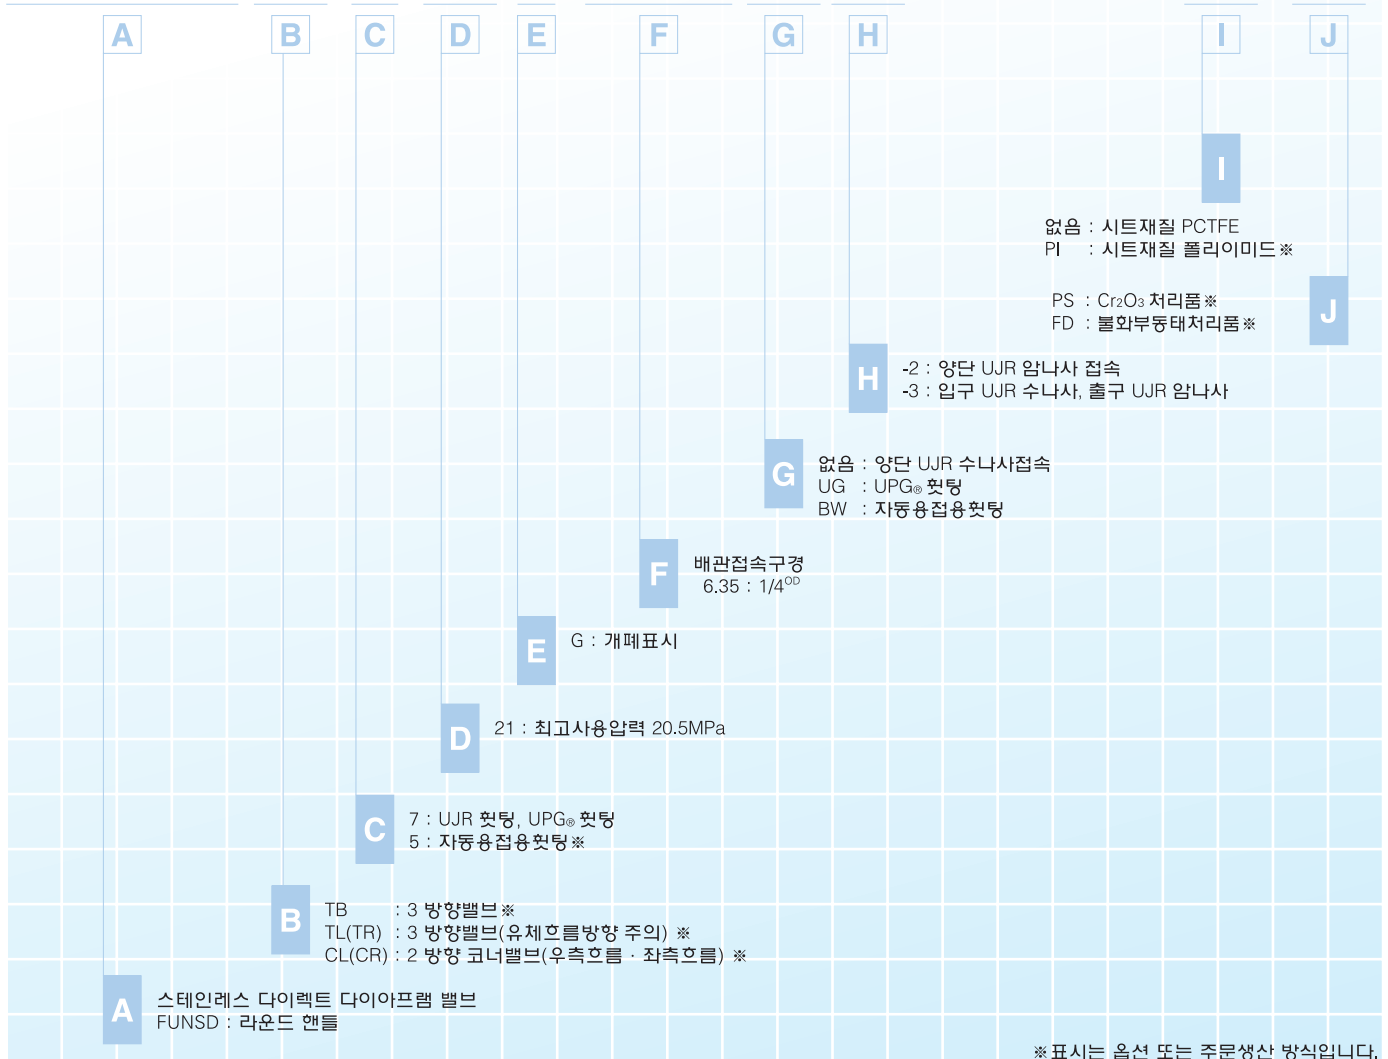 A B C D E F G H I J
I
없음 : 시트재질 PCTFE
PI : 시트재질 폴리이미드※
J
PS : Cr₂O₃ 처리품※
FD : 불화부동태처리품※
H
-2 : 양단 UJR 암나사 접속
-3 : 입구 UJR 수나사, 출구 UJR 암나사
G
없음 : 양단 UJR 수나사접속
UG : UPG® 휫팅
BW : 자동용접용휫팅
F
배관접속구경
6.35 : 1/4ᴼᴰ
E
G : 개폐표시
D
21 : 최고사용압력 20.5MPa
C
7 : UJR 휫팅, UPG® 휫팅
5 : 자동용접용휫팅※
B
TB : 3 방향밸브※
TL(TR) : 3 방향밸브(유체흐름방향 주의) ※
CL(CR) : 2 방향 코너밸브(우측흐름 · 좌측흐름) ※
A
스테인레스 다이렉트 다이아프램 밸브
FUNSD : 라운드 핸들
※표시는 옵션 또는 주문생산 방식입니다.